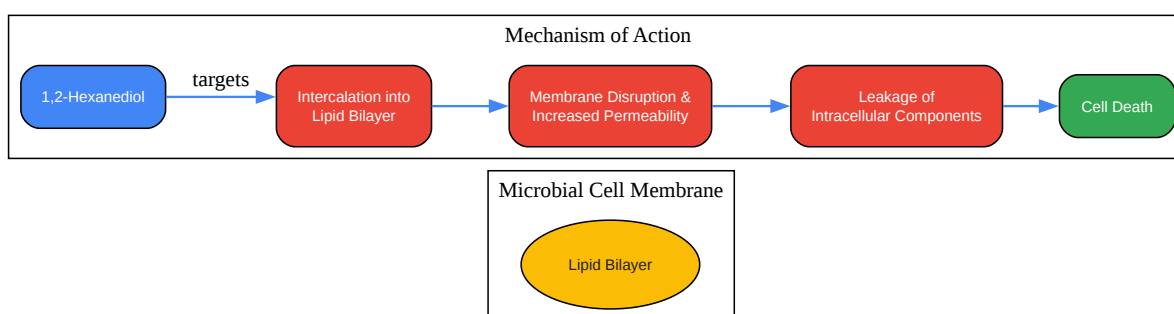 Mechanism of Action
1,2-Hexanediol
targets
Intercalation into
Lipid Bilayer
Membrane Disruption &
Increased Permeability
Leakage of
Intracellular Components
Cell Death
Microbial Cell Membrane
Lipid Bilayer